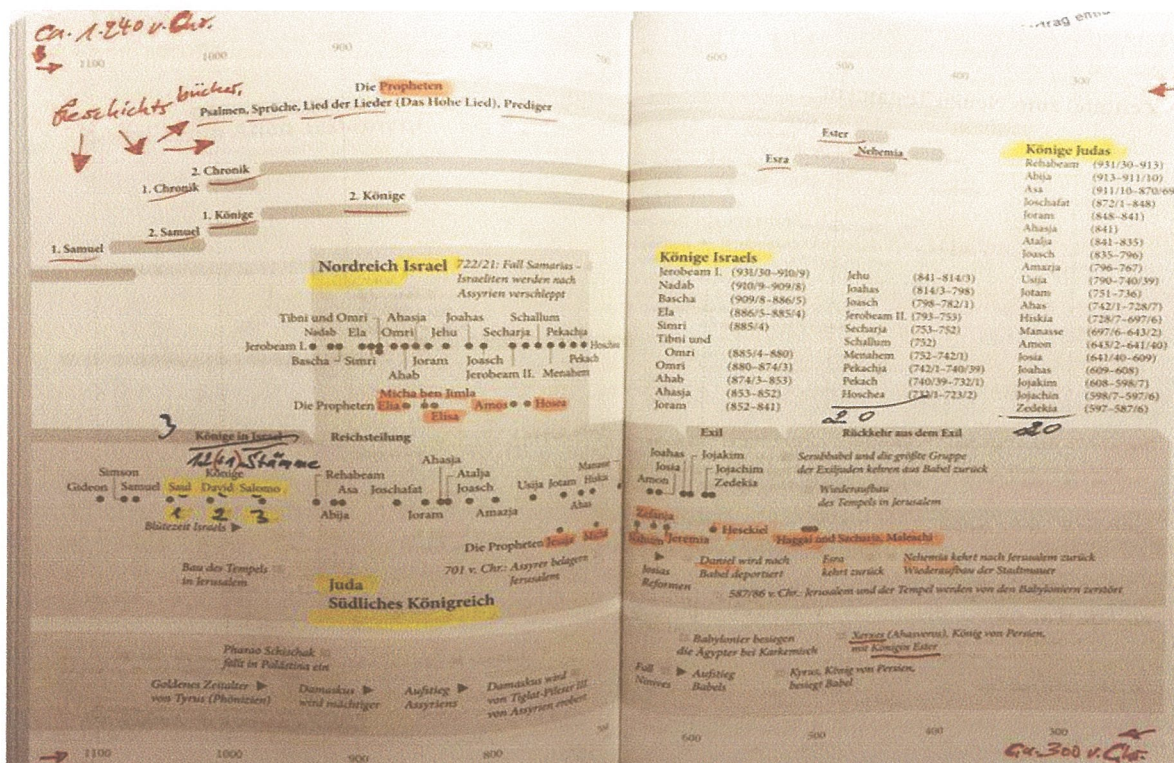 Ca. 1.240 v. Chr.
1100 1000 900 800 700 600 500 400 300
Geschichtsbücher.
Die Propheten
Psalmen, Sprüche, Lied der Lieder (Das Hohe Lied), Prediger
2. Chronik
1. Chronik
2. Könige
1. Könige
2. Samuel
1. Samuel
Ester
Nehemia
Esra
Nordreich Israel
722/21: Fall Samarias –
Israeliten werden nach
Assyrien verschleppt
Tibni und Omri Ahasja Joahas Schallum
Nadab Ela Omri Jehu Secharja Pekachja
Jerobeam I. Hoschea
Bascha Simri Joram Joasch Pekach
Ahab Jerobeam II. Menahem
Micha ben Jimla
Die Propheten Elia Amos Hosea
Elisa
Könige Israels
Jerobeam I. (931/30–910/9)
Nadab (910/9–909/8)
Bascha (909/8–886/5)
Ela (886/5–885/4)
Simri (885/4)
Tibni und
Omri (885/4–880)
Omri (880–874/3)
Ahab (874/3–853)
Ahasja (853–852)
Joram (852–841)
Jehu (841–814/3)
Joahas (814/3–798)
Joasch (798–782/1)
Jerobeam II. (793–753)
Secharja (753–752)
Schallum (752)
Menahem (752–742/1)
Pekachja (742/1–740/39)
Pekach (740/39–732/1)
Hoschea (732/1–723/2)
20
Könige Judas
Rehabeam (931/30–913)
Abija (913–911/10)
Asa (911/10–870/69
Joschafat (872/1–848)
Joram (848–841)
Ahasja (841)
Atalja (841–835)
Joasch (835–796)
Amazja (796–767)
Usija (790–740/39)
Jotam (751–736)
Ahas (742/1–728/7)
Hiskia (728/7–697/6)
Manasse (697/6–643/2)
Amon (643/2–641/40)
Josia (641/40–609)
Joahas (609–608)
Jojakim (608–598/7)
Jojachin (598/7–597/6)
Zedekia (597–587/6)
20
3
Könige in Israel
Reichsteilung
12(+1) Stämme
Simson Könige
Gideon Samuel Saul David Salomo
1 2 3
Blütezeit Israels
Rehabeam Ahasja Atalja Manasse
Asa Joschafat Joasch Usija Jotam Hiskia
Abija Joram Amazja Ahas
Die Propheten Jesaja Micha
Bau des Tempels
in Jerusalem
701 v. Chr.: Assyrer belagern
Jerusalem
Juda
Südliches Königreich
Exil
Rückkehr aus dem Exil
Joahas Jojakim
Josia Jojachim
Amon Zedekia
Serubbabel und die größte Gruppe
der Exiljuden kehren aus Babel zurück
Wiederaufbau
des Tempels in Jerusalem
Zefanja
Nahum Jeremia Hesekiel Haggai und Sacharja, Maleachi
Josias
Reformen
Daniel wird nach
Babel deportiert
Esra
kehrt zurück
Nehemia kehrt nach Jerusalem zurück
Wiederaufbau der Stadtmauer
587/86 v. Chr.: Jerusalem und der Tempel werden von den Babyloniern zerstört
Pharao Schischak
fällt in Palästina ein
Goldenes Zeitalter
von Tyrus (Phönizien)
Damaskus
wird mächtiger
Aufstieg
Assyriens
Damaskus wird
von Tiglat-Pileser III.
von Assyrien erobert
Babylonier besiegen
die Ägypter bei Karkemisch
Xerxes (Ahasverus), König von Persien,
mit Königin Ester
Fall
Ninives
Aufstieg
Babels
Kyrus, König von Persien,
besiegt Babel
1100 1000 900 800 700 600 500 400 300
Ca. 300 v. Chr.